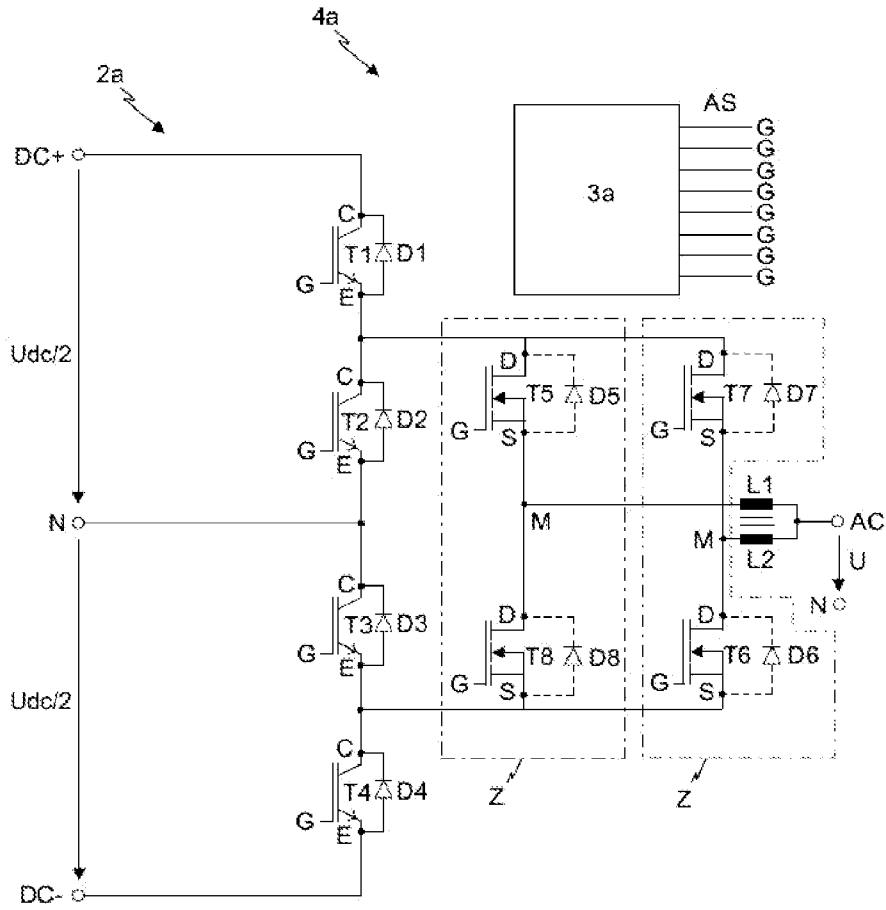 4a
2a
AS
DC+
G
G
G
G
G
G
G
G
3a
C
T1
D1
G
E
Udc/2
D
D
C
T5
D5
T7
D7
T2
D2
G
S
G
S
G
E
L1
N
M
AC
M
L2
U
C
N
D
D
T3
D3
G
T8
D8
T6
D6
E
G
S
G
S
Udc/2
C
T4
D4
Z
Z
G
E
DC-